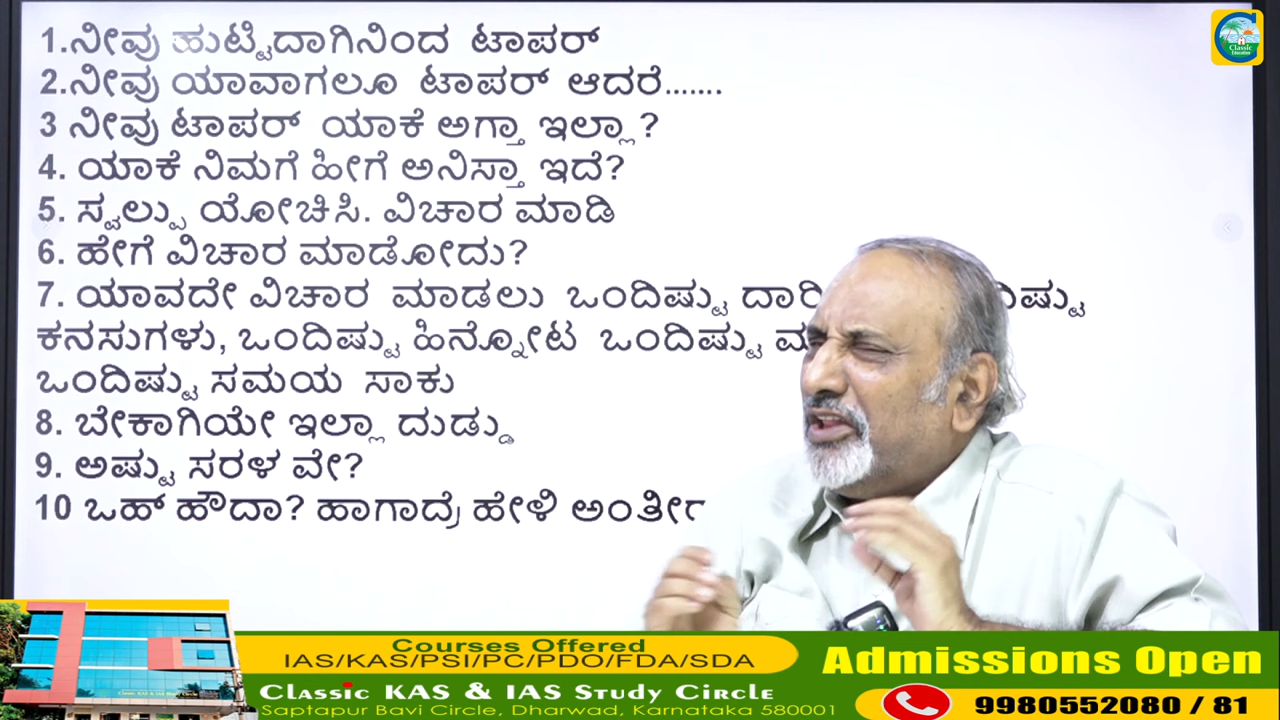 1.ನೀವು ಹುಟ್ಟಿದಾಗಿನಿಂದ ಟಾಪರ್
2.ನೀವು ಯಾವಾಗಲೂ ಟಾಪರ್ ಆದರೆ.......
3 ನೀವು ಟಾಪರ್ ಯಾಕೆ ಅಗ್ತಾ ಇಲ್ಲಾ?
4. ಯಾಕೆ ನಿಮಗೆ ಹೀಗೆ ಅನಿಸ್ತಾ ಇದೆ?
5. ಸ್ವಲ್ಪು ಯೋಚಿಸಿ. ವಿಚಾರ ಮಾಡಿ
6. ಹೇಗೆ ವಿಚಾರ ಮಾಡೋದು?
7. ಯಾವದೇ ವಿಚಾರ ಮಾಡಲು ಒಂದಿಷ್ಟು
ಕನಸುಗಳು, ಒಂದಿಷ್ಟು ಹಿನ್ನೋಟ ಒಂದಿಷ್ಟು
ಒಂದಿಷ್ಟು ಸಮಯ ಸಾಕು
8. ಬೇಕಾಗಿಯೇ ಇಲ್ಲಾ ದುಡ್ಡು
9. ಅಷ್ಟು ಸರಳ ವೇ?
10 ಒಹ್ ಹೌದಾ? ಹಾಗಾದ್ರೆ ಹೇಳಿ ಅಂತೀರ್
Classic
Education
Courses Offered
IAS/KAS/PSI/PC/PDO/FDA/SDA
Classic KAS & IAS Study Circle
Saptapur Bavi Circle, Dharwad, Karnataka 580001
Admissions Open
9980552080 / 81